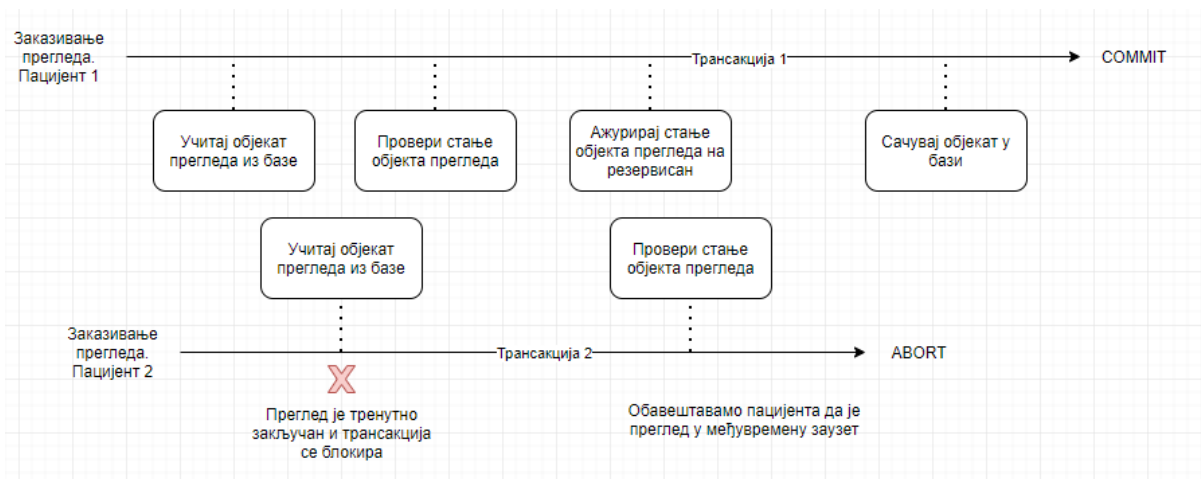 Заказивање
прегледа.
Пацијент 1
Трансакција 1
COMMIT
Учитај објекат
прегледа из базе
Провери стање
објекта прегледа
Ажурирај стање
објекта прегледа на
резервисан
Сачувај објекат у
бази
Учитај објекат
прегледа из базе
Провери стање
објекта прегледа
Заказивање
прегледа.
Пацијент 2
Трансакција 2
ABORT
X
Преглед је тренутно
закључан и трансакција
се блокира
Обавештавамо пацијента да је
преглед у међувремену заузет